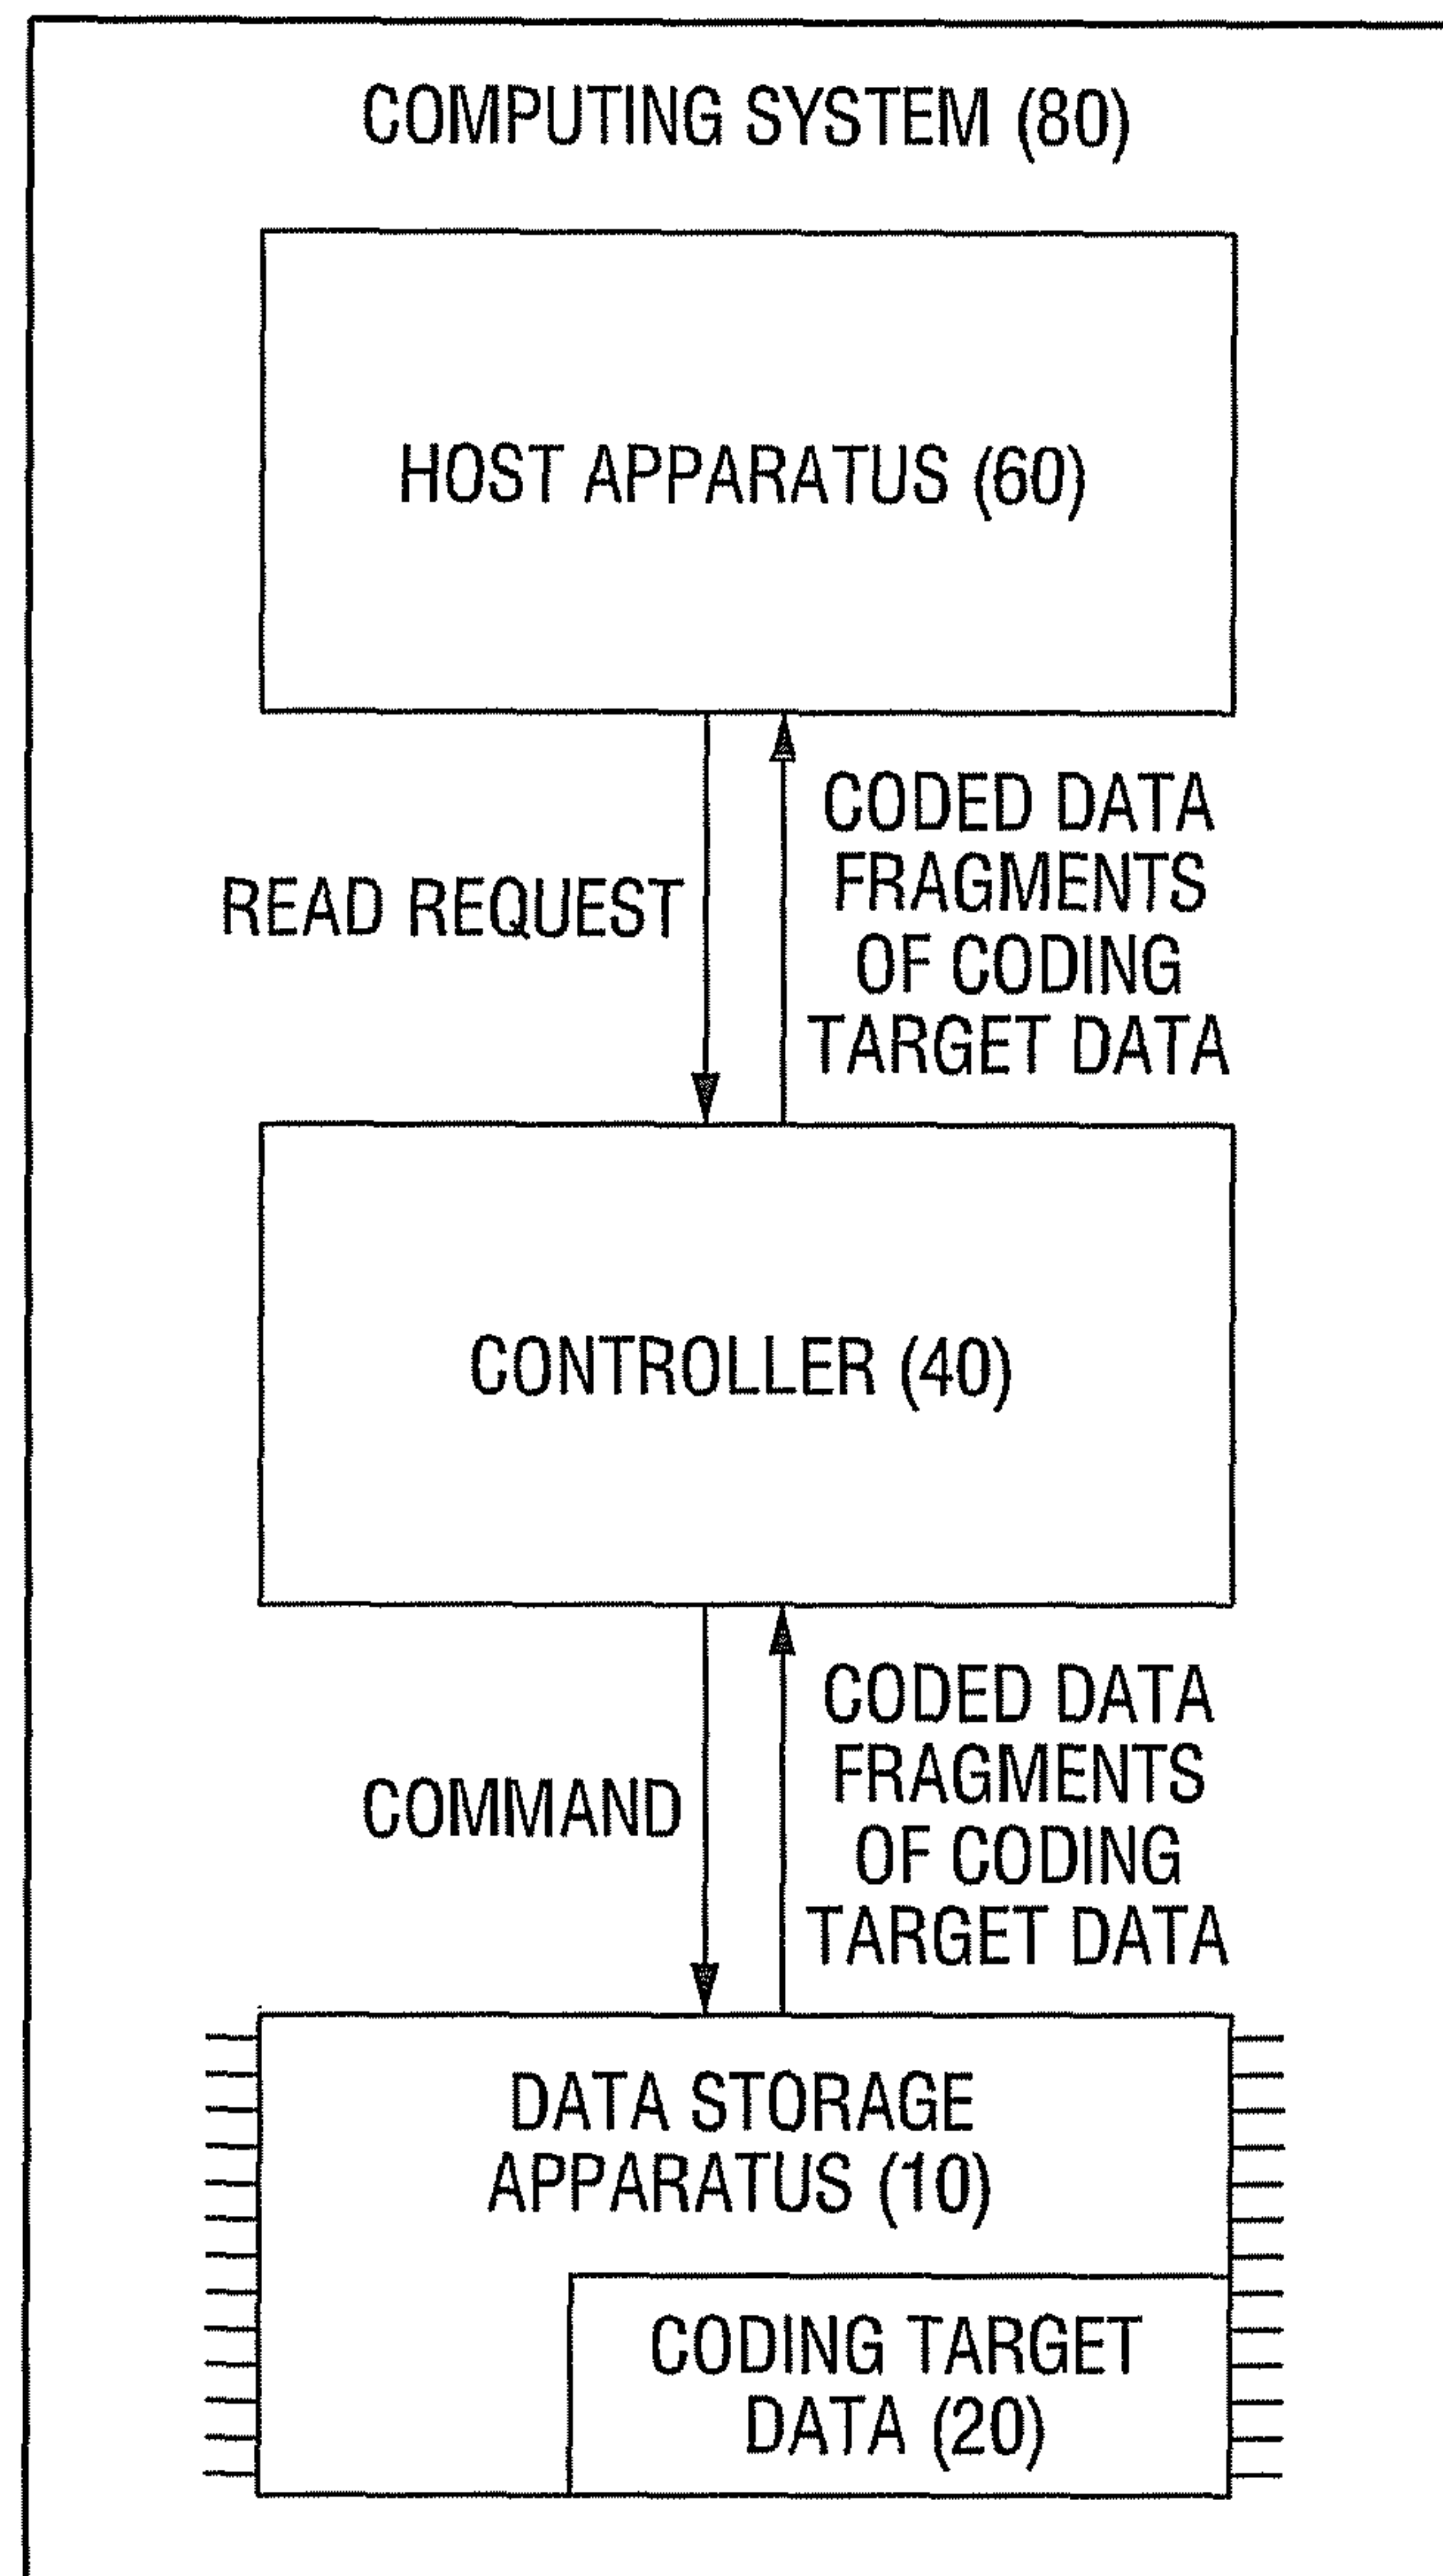 COMPUTING SYSTEM (80)
HOST APPARATUS (60)
READ REQUEST
CODED DATA
FRAGMENTS
OF CODING
TARGET DATA
CONTROLLER (40)
COMMAND
CODED DATA
FRAGMENTS
OF CODING
TARGET DATA
DATA STORAGE
APPARATUS (10)
CODING TARGET
DATA (20)